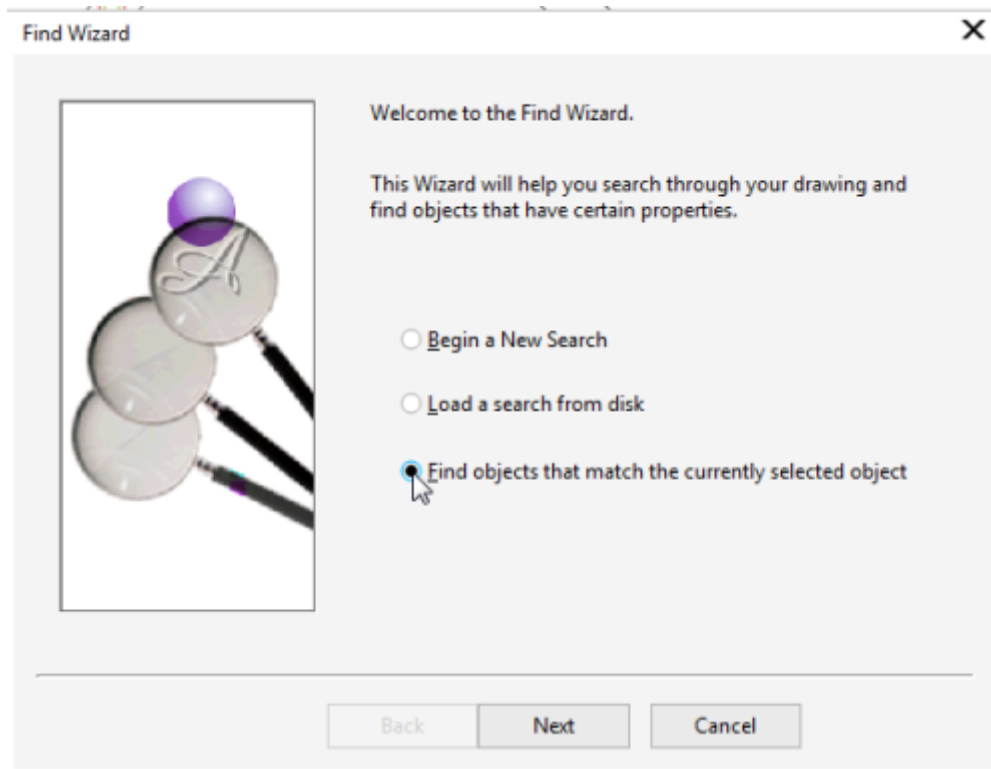 Find Wizard
Welcome to the Find Wizard.
This Wizard will help you search through your drawing and
find objects that have certain properties.
A
Begin a New Search
Load a search from disk
Find objects that match the currently selected object
Back
Next
Cancel